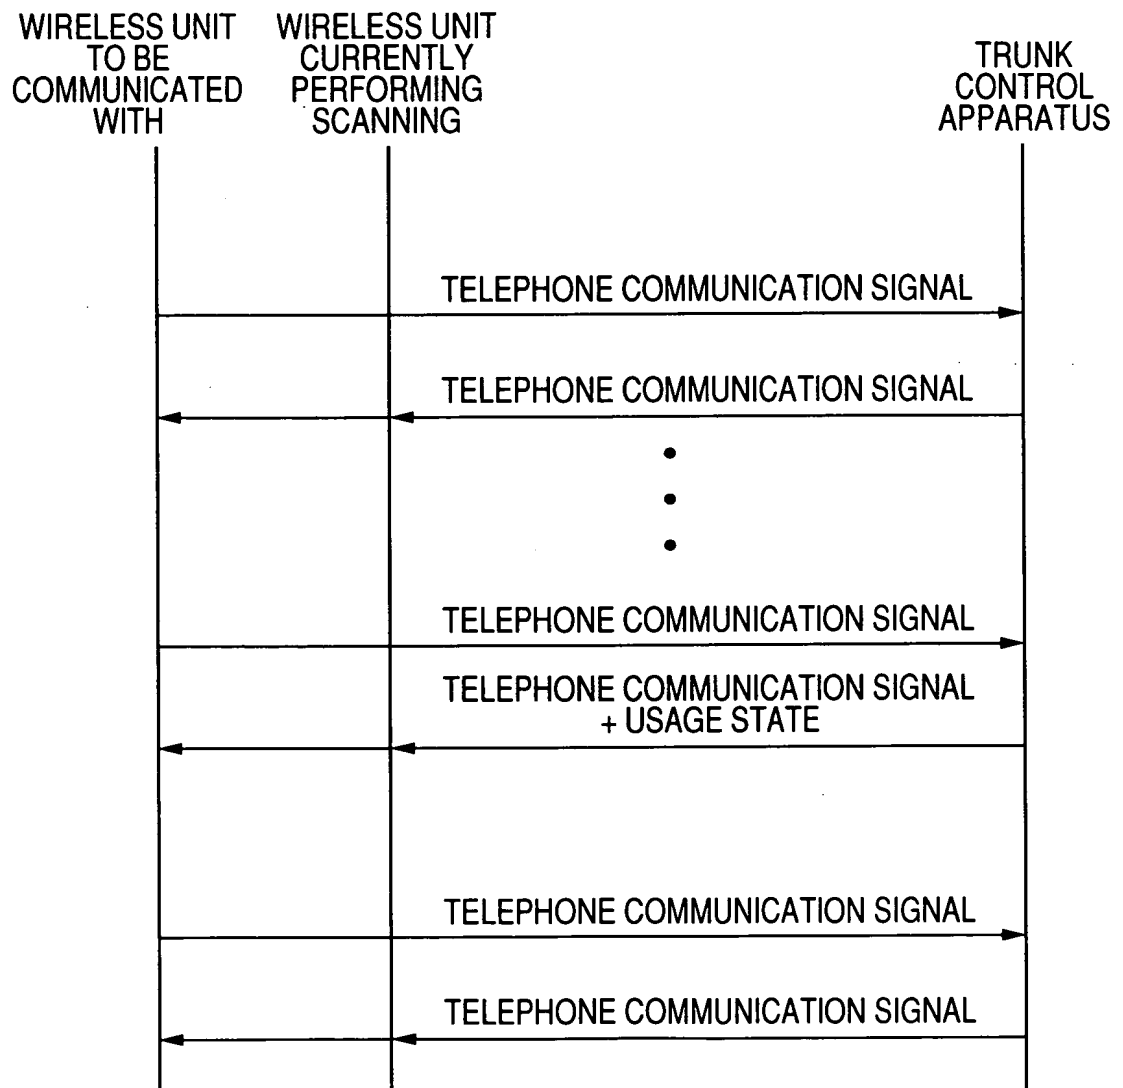 WIRELESS UNIT
TO BE
COMMUNICATED
WITH
WIRELESS UNIT
CURRENTLY
PERFORMING
SCANNING
TRUNK
CONTROL
APPARATUS
TELEPHONE COMMUNICATION SIGNAL
TELEPHONE COMMUNICATION SIGNAL
TELEPHONE COMMUNICATION SIGNAL
TELEPHONE COMMUNICATION SIGNAL
+ USAGE STATE
TELEPHONE COMMUNICATION SIGNAL
TELEPHONE COMMUNICATION SIGNAL